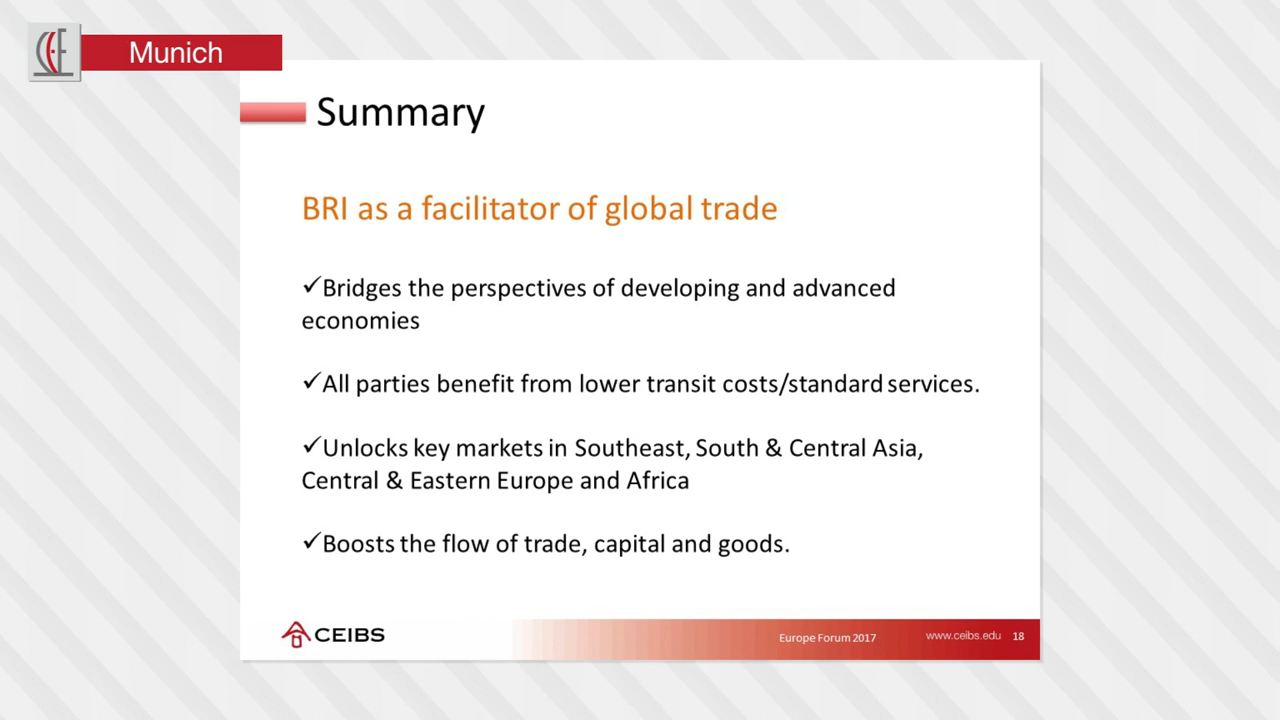 Munich
Summary
BRI as a facilitator of global trade
✓Bridges the perspectives of developing and advanced
economies
✓All parties benefit from lower transit costs/standard services.
✓Unlocks key markets in Southeast, South & Central Asia,
Central & Eastern Europe and Africa
✓Boosts the flow of trade, capital and goods.
CEIBS
Europe Forum 2017
www.ceibs.edu
18